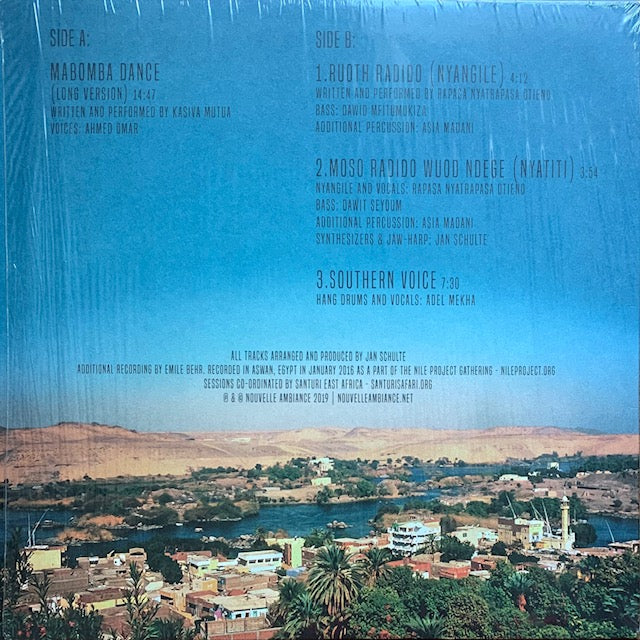 SIDE A:
MABOMBA DANCE
(LONG VERSION) 14:47
WRITTEN AND PERFORMED BY KASIVA MUTUA
VOICES: AHMED OMAR
SIDE B:
1.RUOTH RADIDO (NYANGILE) 4:12
WRITTEN AND PERFORMED BY RAPASA NYATRAPASA OTIENO
BASS: DAWID MFITUMUKIZA
ADDITIONAL PERCUSSION: ASIA MADANI
2.MOSO RADIDO WUOD NDEGE (NYATITI) 3:54
NYANGILE AND VOCALS: RAPASA NYATRAPASA OTIENO
BASS: DAWIT SEYOUM
ADDITIONAL PERCUSSION: ASIA MADANI
SYNTHESIZERS & JAW-HARP: JAN SCHULTE
3.SOUTHERN VOICE 7:30
HANG DRUMS AND VOCALS: ADEL MEKHA
ALL TRACKS ARRANGED AND PRODUCED BY JAN SCHULTE
ADDITIONAL RECORDING BY EMILE BEHR. RECORDED IN ASWAN, EGYPT IN JANUARY 2016 AS A PART OF THE NILE PROJECT GATHERING - NILEPROJECT.ORG
SESSIONS CO-ORDINATED BY SANTURI EAST AFRICA - SANTURISAFARI.ORG
℗ & © NOUVELLE AMBIANCE 2019 | NOUVELLEAMBIANCE.NET